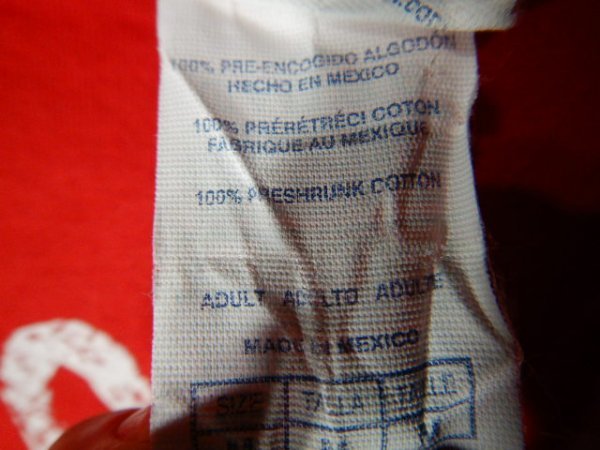 .com
100% PRE-ENCOGIDO ALGODÓN
HECHO EN MEXICO
100% PRÉRÉTRÉCI COTON
FABRIQUE AU MEXIQUE
100% PRESHRUNK COTTON
ADULT ADULTO ADULTE
MADE IN MEXICO
SIZE TALLA TAILLE